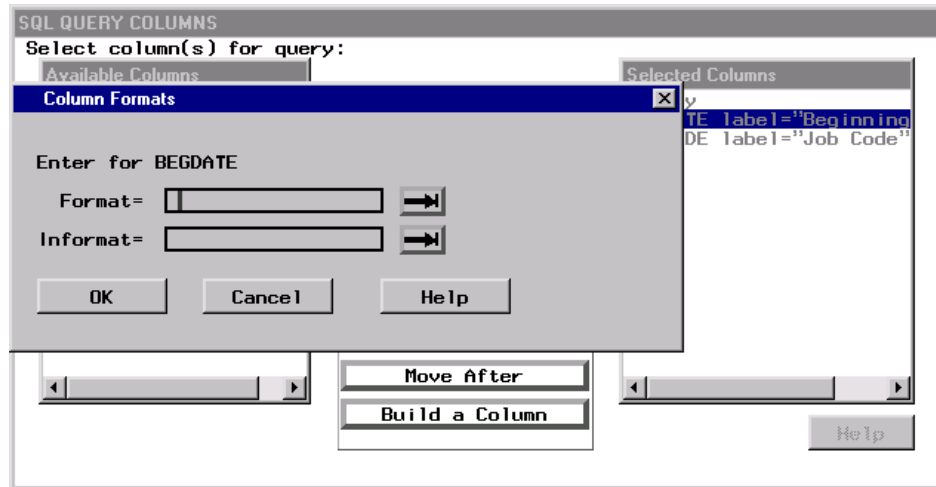 SQL QUERY COLUMNS
Select column(s) for query:
Available Columns
Selected Columns
Column Formats
y
TE label="Beginning
DE label="Job Code"
Enter for BEGDATE
Format=
Informat=
OK Cancel Help
Move After
Build a Column
Help